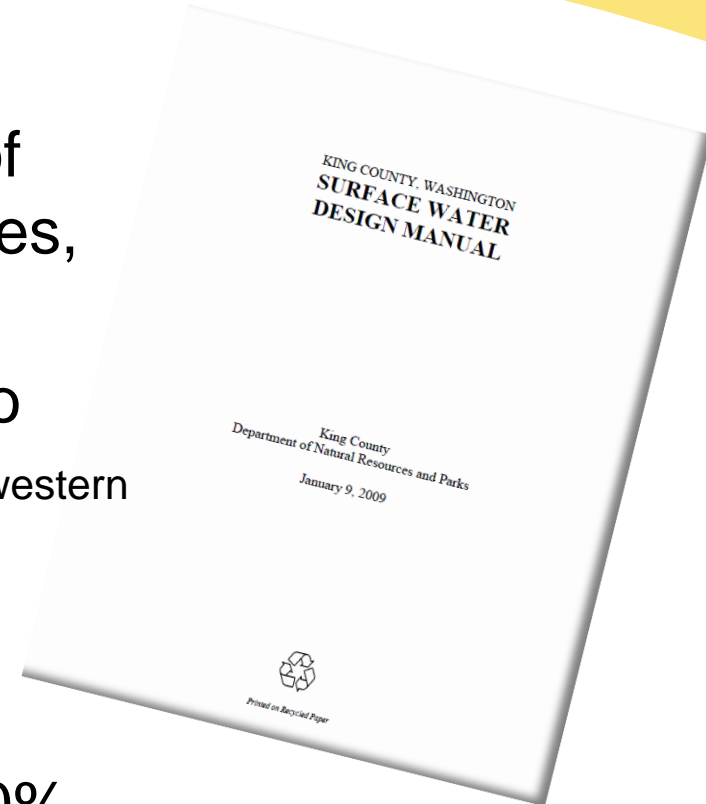 of
es,
o
western
0%
KING COUNTY, WASHINGTON
SURFACE WATER
DESIGN MANUAL
King County
Department of Natural Resources and Parks
January 9, 2009
Printed on Recycled Paper